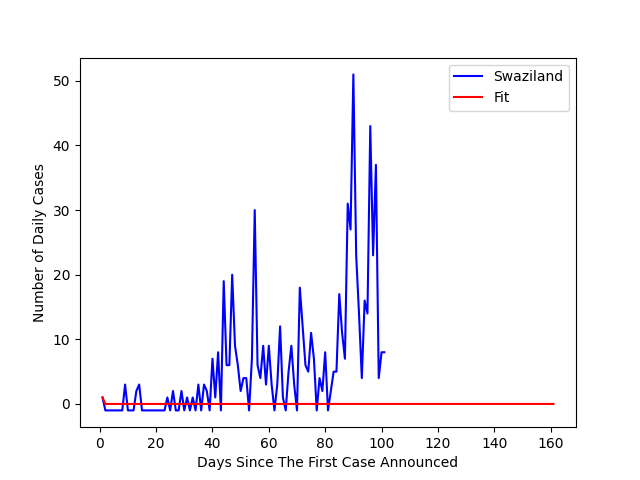 Swaziland
Fit
50
40
30
20
10
0
Number of Daily Cases
0 20 40 60 80 100 120 140 160
Days Since The First Case Announced